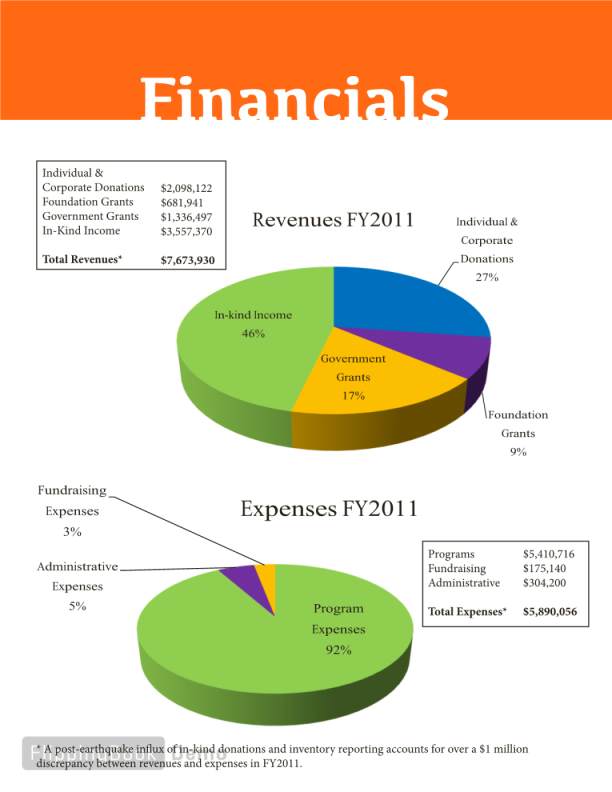 Financials
Individual &
Corporate Donations $2,098,122
Foundation Grants $681,941
Government Grants $1,336,497
In-Kind Income $3,557,370
Total Revenues* $7,673,930
Revenues FY2011
Individual &
Corporate
Donations
27%
In-kind Income
46%
Government
Grants
17%
Foundation
Grants
9%
Fundraising
Expenses
3%
Expenses FY2011
Administrative
Expenses
5%
Programs $5,410,716
Fundraising $175,140
Administrative $304,200
Total Expenses* $5,890,056
Program
Expenses
92%
* A post-earthquake influx of in-kind donations and inventory reporting accounts for over a $1 million
discrepancy between revenues and expenses in FY2011.
FlippingBook Demo